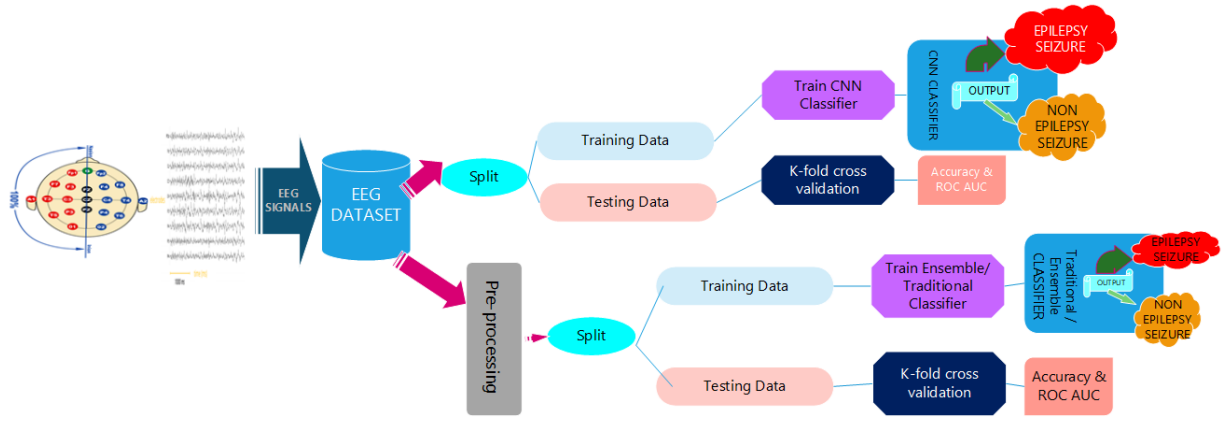 100%
EEG
SIGNALS
EEG
DATASET
Split
Training Data
Testing Data
Train CNN
Classifier
K-fold cross
validation
Accuracy &
ROC AUC
CNN CLASSIFIER
OUTPUT
EPILEPSY
SEIZURE
NON
EPILEPSY
SEIZURE
Pre-processing
Split
Training Data
Testing Data
Train Ensemble/
Traditional
Classifier
K-fold cross
validation
Accuracy &
ROC AUC
Traditional /
Ensemble
CLASSIFIER
OUTPUT
EPILEPSY
SEIZURE
NON
EPILEPSY
SEIZURE